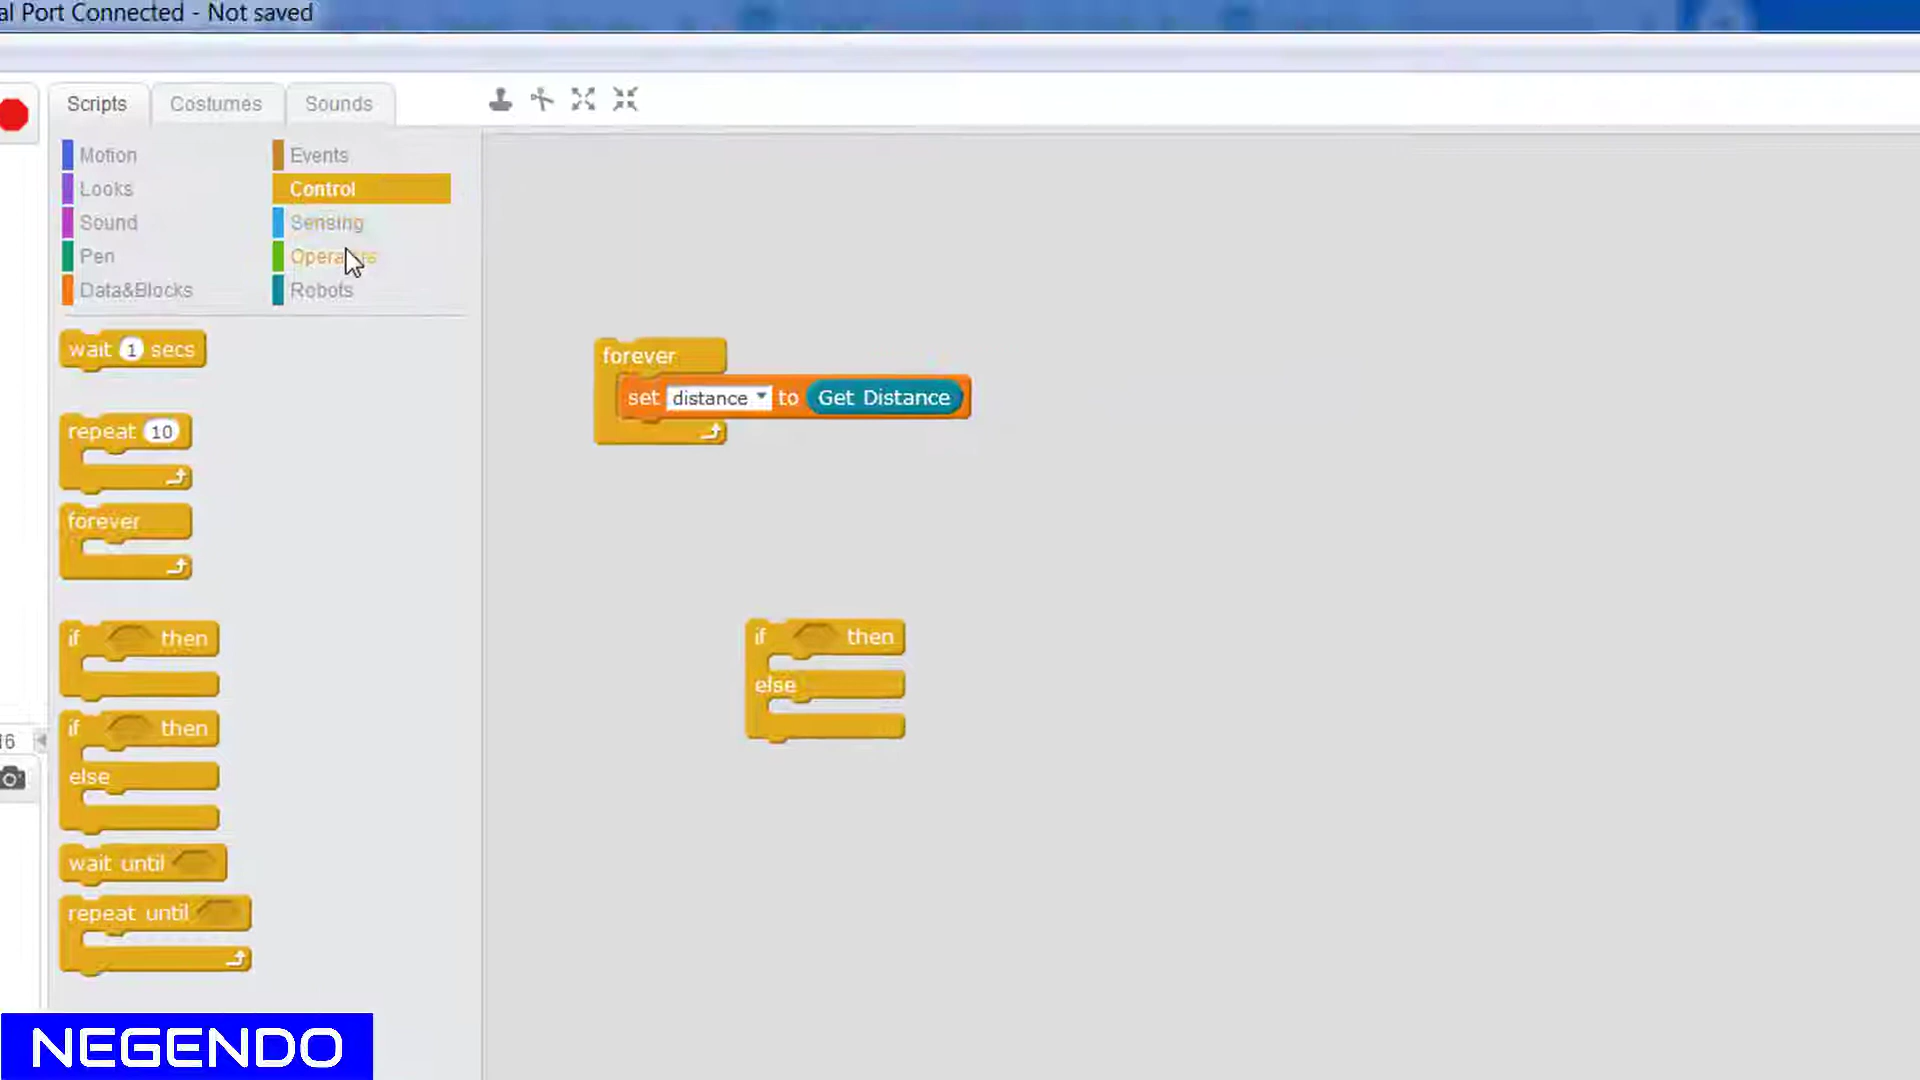 al Port Connected - Not saved
Scripts
Costumes
Sounds
Motion
Events
Looks
Control
Sound
Sensing
Pen
Operators
Data&Blocks
Robots
wait 1 secs
repeat 10
forever
if then
if then
else
wait until
repeat until
forever
set distance to Get Distance
if then
else
16
NEGENDO